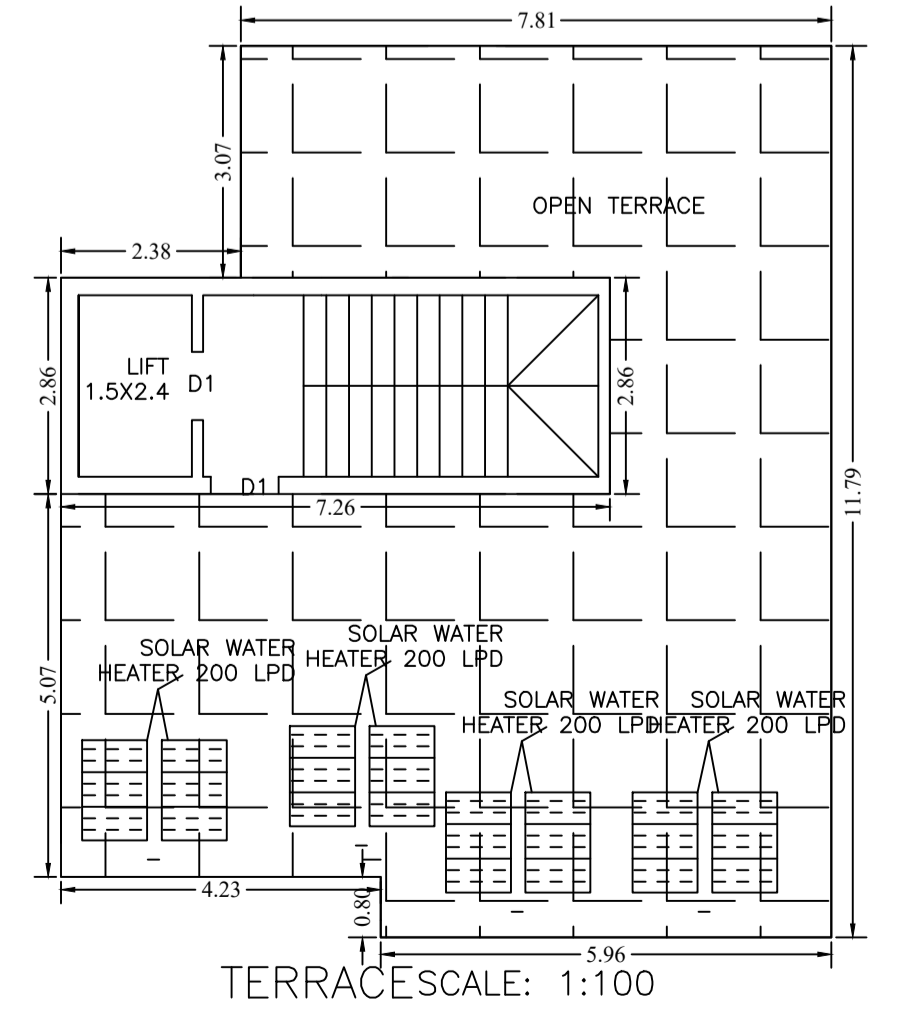 7.81
3.07
OPEN TERRACE
2.38
LIFT
1.5X2.4
D1
2.86
2.86
D1
7.26
11.79
5.07
SOLAR WATER
HEATER 200 LPD
SOLAR WATER
HEATER 200 LPD
SOLAR WATER
HEATER 200 LPD
SOLAR WATER
HEATER 200 LPD
4.23
0.80
5.96
TERRACE SCALE: 1:100